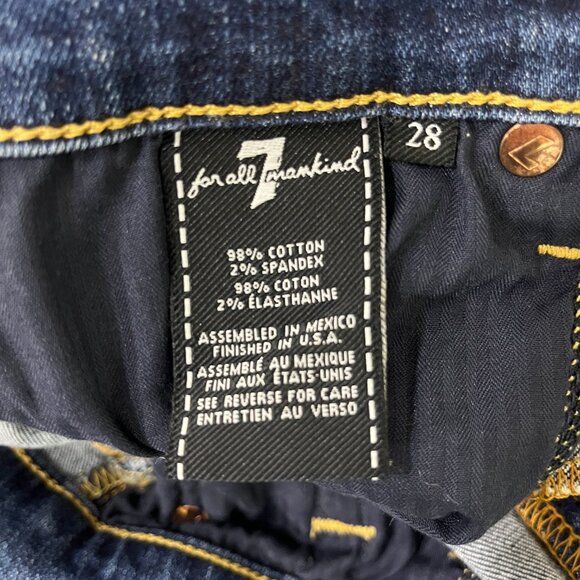 for all 7 mankind
28
98% COTTON
2% SPANDEX
98% COTON
2% ÉLASTHANNE
ASSEMBLED IN MEXICO
FINISHED IN U.S.A.
ASSEMBLÉ AU MEXIQUE
FINI AUX ÉTATS-UNIS
SEE REVERSE FOR CARE
ENTRETIEN AU VERSO